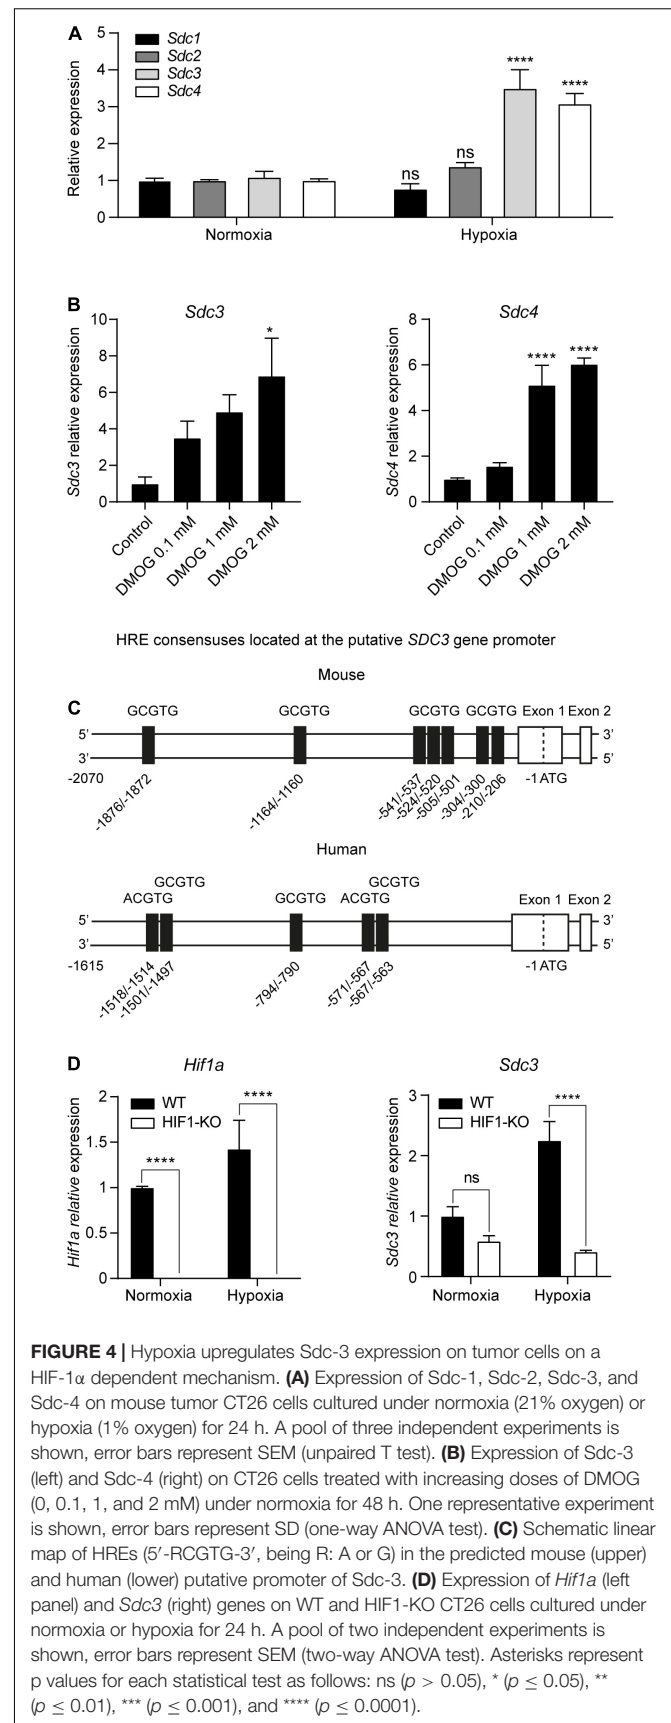 A
Relative expression
5
4
3
2
1
0
Sdc1
Sdc2
Sdc3
Sdc4
ns
ns
****
****
Normoxia
Hypoxia
B
Sdc3
Sdc3 relative expression
10
8
6
4
2
0
*
Control
DMOG 0.1 mM
DMOG 1 mM
DMOG 2 mM
Sdc4
Sdc4 relative expression
8
6
4
2
0
****
****
Control
DMOG 0.1 mM
DMOG 1 mM
DMOG 2 mM
HRE consensuses located at the putative SDC3 gene promoter
Mouse
C
GCGTG GCGTG GCGTG GCGTG Exon 1 Exon 2
5’ 3’
3’ 5’
-2070 -1876/-1872 -1164/-1160 -541/-537 -524/-520 -505/-501 -304/-300 -210/-206 -1 ATG
Human
GCGTG GCGTG
ACGTG GCGTG ACGTG Exon 1 Exon 2
5’ 3’
3’ 5’
-1615 -1518/-1514 -1501/-1497 -794/-790 -571/-567 -567/-563 -1 ATG
D
Hif1a
Hif1a relative expression
2
1.5
1
0.5
0
WT
HIF1-KO
****
****
Normoxia
Hypoxia
Sdc3
Sdc3 relative expression
3
2
1
0
WT
HIF1-KO
ns
****
Normoxia
Hypoxia
FIGURE 4 | Hypoxia upregulates Sdc-3 expression on tumor cells on a
HIF-1α dependent mechanism. (A) Expression of Sdc-1, Sdc-2, Sdc-3, and
Sdc-4 on mouse tumor CT26 cells cultured under normoxia (21% oxygen) or
hypoxia (1% oxygen) for 24 h. A pool of three independent experiments is
shown, error bars represent SEM (unpaired T test). (B) Expression of Sdc-3
(left) and Sdc-4 (right) on CT26 cells treated with increasing doses of DMOG
(0, 0.1, 1, and 2 mM) under normoxia for 48 h. One representative experiment
is shown, error bars represent SD (one-way ANOVA test). (C) Schematic linear
map of HREs (5′-RCGTG-3′, being R: A or G) in the predicted mouse (upper)
and human (lower) putative promoter of Sdc-3. (D) Expression of Hif1a (left
panel) and Sdc3 (right) genes on WT and HIF1-KO CT26 cells cultured under
normoxia or hypoxia for 24 h. A pool of two independent experiments is
shown, error bars represent SEM (two-way ANOVA test). Asterisks represent
p values for each statistical test as follows: ns (p > 0.05), * (p ≤ 0.05), **
(p ≤ 0.01), *** (p ≤ 0.001), and **** (p ≤ 0.0001).